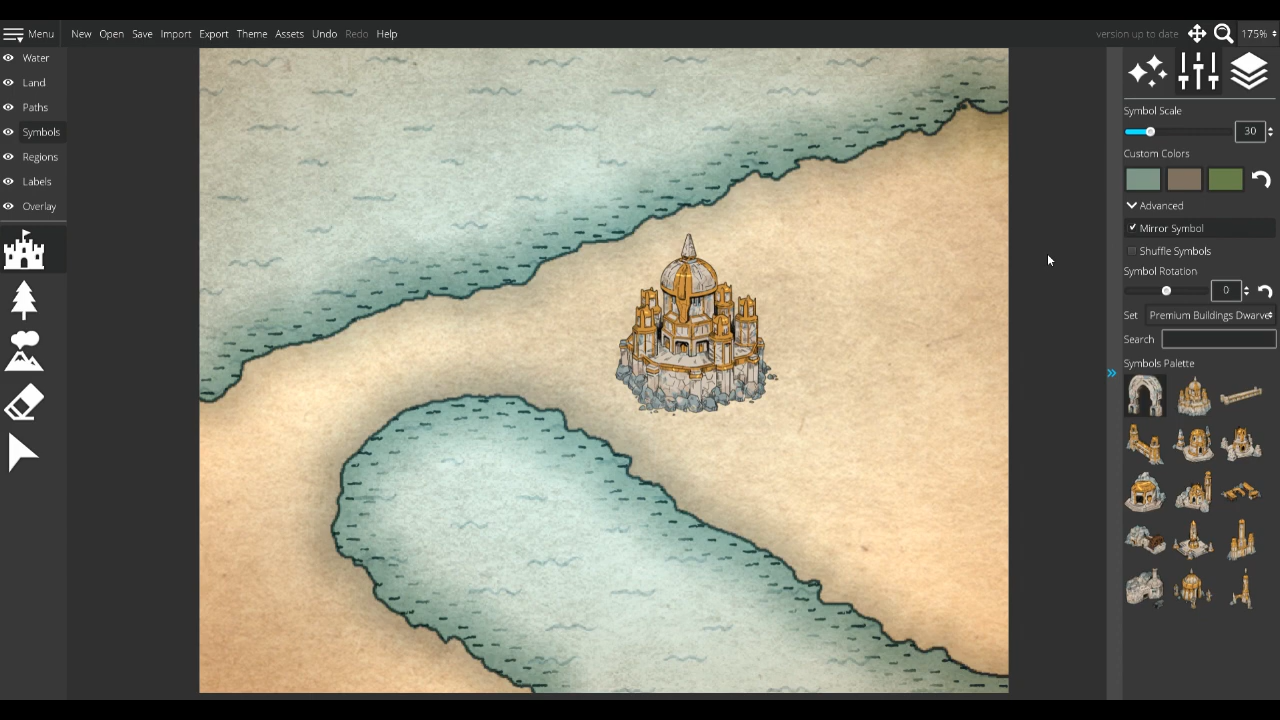 Menu New Open Save Import Export Theme Assets Undo Redo Help version up to date 175%
Water
Land
Paths
Symbols
Regions
Labels
Overlay
Symbol Scale
30
Custom Colors
Advanced
Mirror Symbol
Shuffle Symbols
Symbol Rotation
0
Set Premium Buildings Dwarve
Search
Symbols Palette